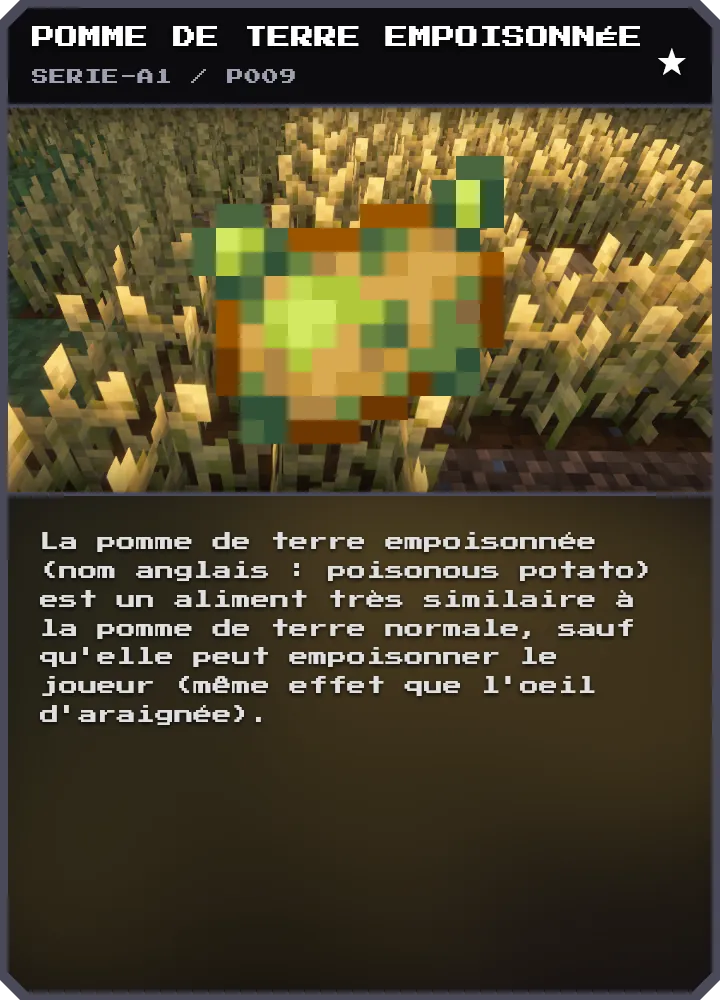 POMME DE TERRE EMPOISONNéE
SERIE-A1 / P009
La pomme de terre empoisonnée
(nom anglais : poisonous potato)
est un aliment très similaire à
la pomme de terre normale, sauf
qu'elle peut empoisonner le
joueur (même effet que l'oeil
d'araignée).